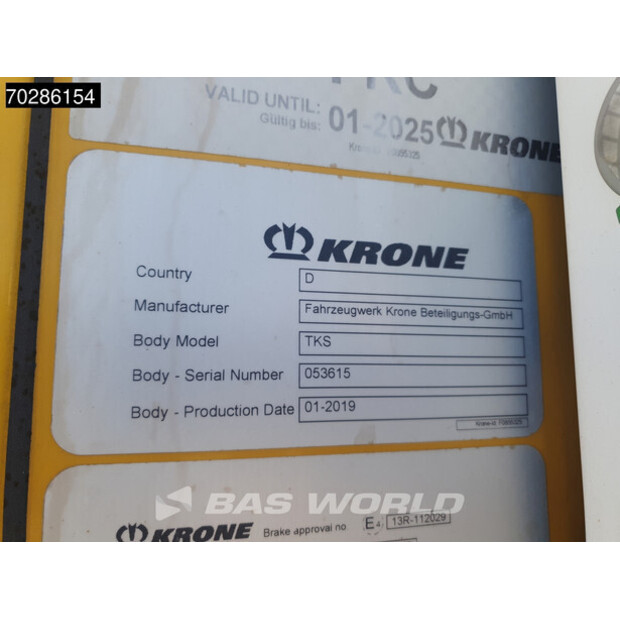 70286154
FRC
VALID UNTIL:
Gültig bis: 01-2025
KRONE
KRONE
Country D
Manufacturer Fahrzeugwerk Krone Beteiligungs-GmbH
Body Model TKS
Body - Serial Number 053615
Body - Production Date 01-2019
BAS WORLD
KRONE Brake approval no E4 13R-112029